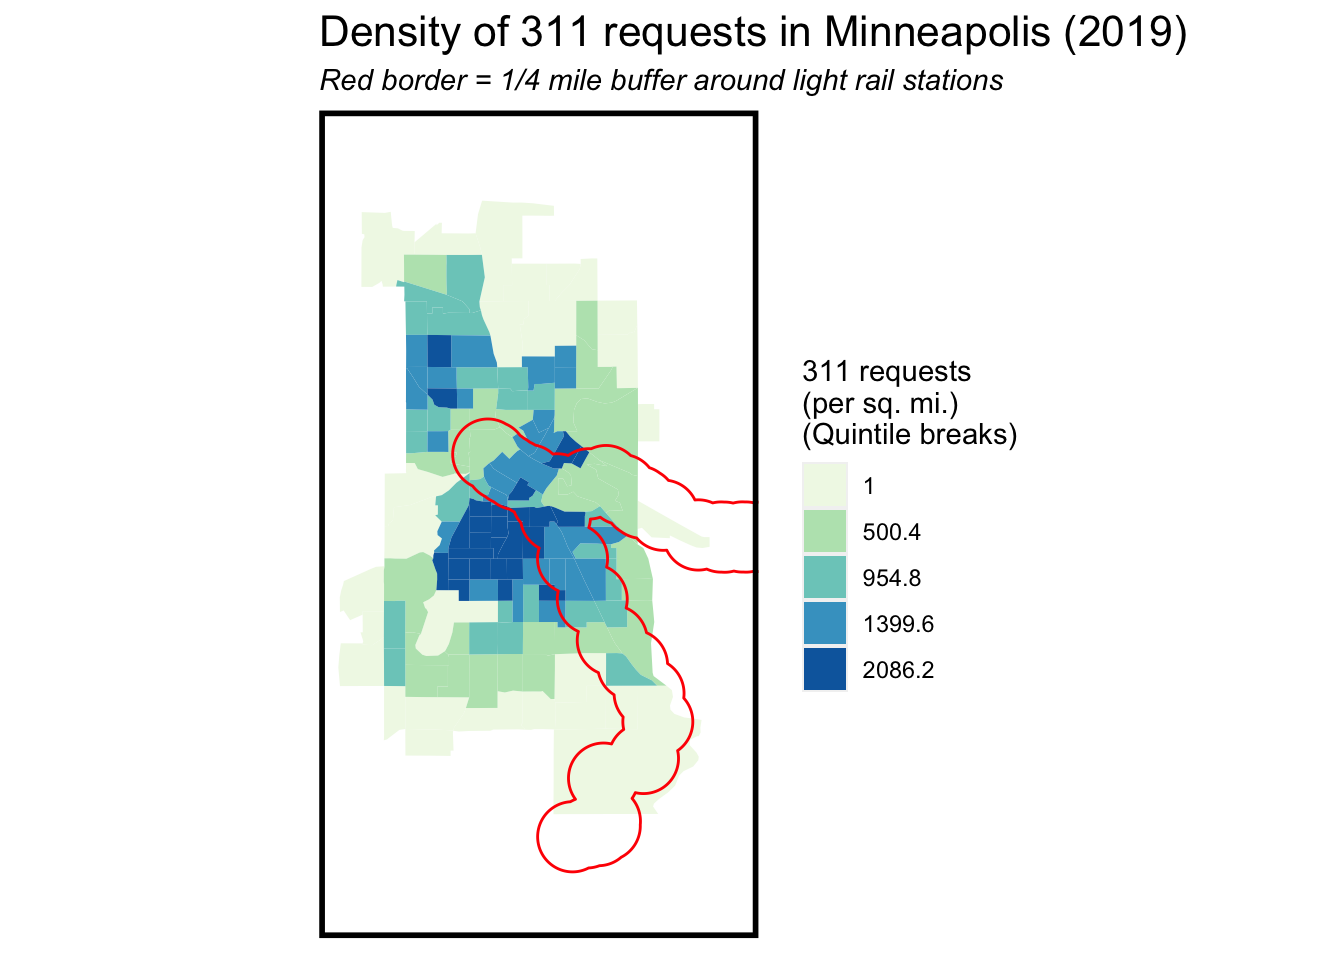 Density of 311 requests in Minneapolis (2019)
Red border = 1/4 mile buffer around light rail stations
311 requests
(per sq. mi.)
(Quintile breaks)
1
500.4
954.8
1399.6
2086.2